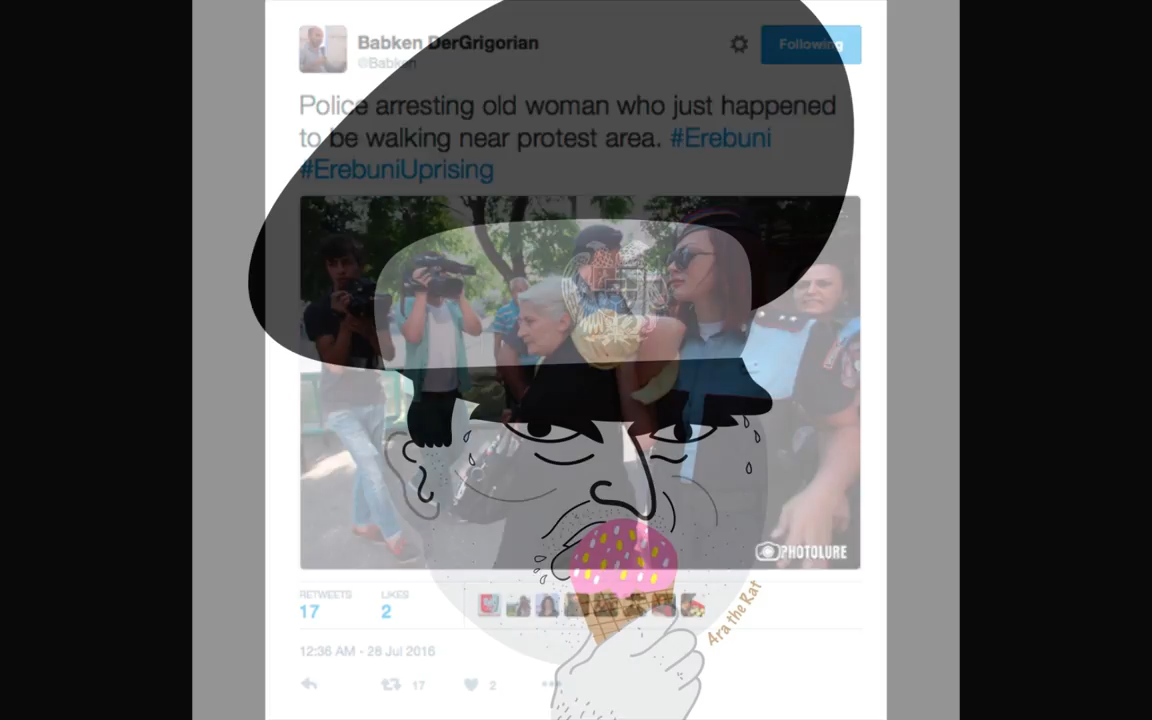 Babken DerGrigorian
Following
Police arresting old woman who just happened
to be walking near protest area. #Erebuni
#ErebuniUprising
PHOTOLURE
RETWEETS
LIKES
17
2
Ara the Rat
12:36 AM - 28 Jul 2016
17
2